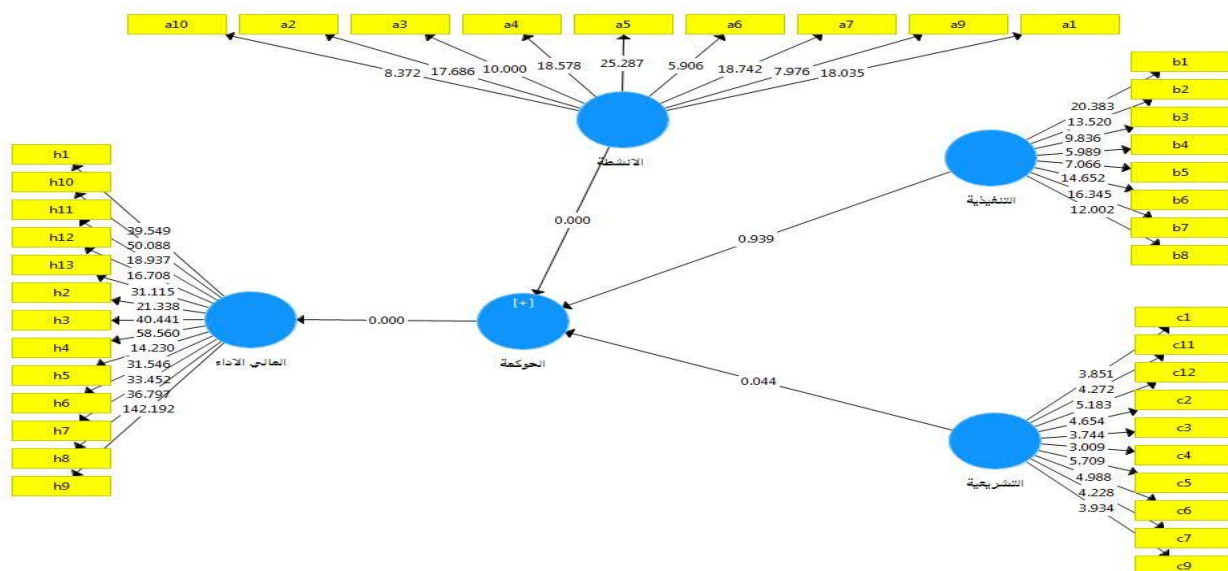 a10 a2 a3 a4 a5 a6 a7 a9 a1
8.372 17.686 10.000 18.578 25.287 5.906 18.742 7.976 18.035
الانشطة
b1
b2
b3
b4
b5
b6
b7
b8
20.383
13.520
9.836
5.989
7.066
14.652
16.345
12.002
التنفيذية
h1
h10
h11
h12
h13
h2
h3
h4
h5
h6
h7
h8
h9
39.549
50.088
18.937
16.708
31.115
21.338
40.441
58.560
14.230
31.546
33.452
36.797
142.192
المالي الاداء
0.000
0.939
0.000
0.044
[+]
الحوكمة
c1
c11
c12
c2
c3
c4
c5
c6
c7
c9
3.851
4.272
5.183
4.654
3.744
3.009
5.709
4.988
4.228
3.934
التشريعية